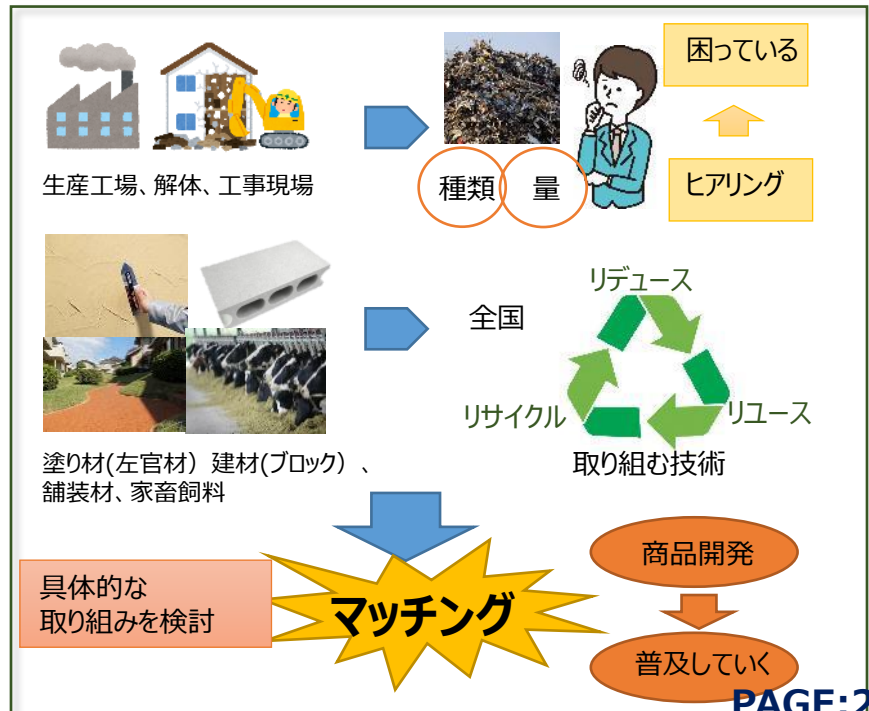 困っている
ヒアリング
生産工場、解体、工事現場
種類
量
リデュース
全国
リサイクル
リユース
取り組む技術
塗り材(左官材）建材(ブロック）、
舗装材、家畜飼料
具体的な
取り組みを検討
マッチング
商品開発
普及していく
PAGE:2